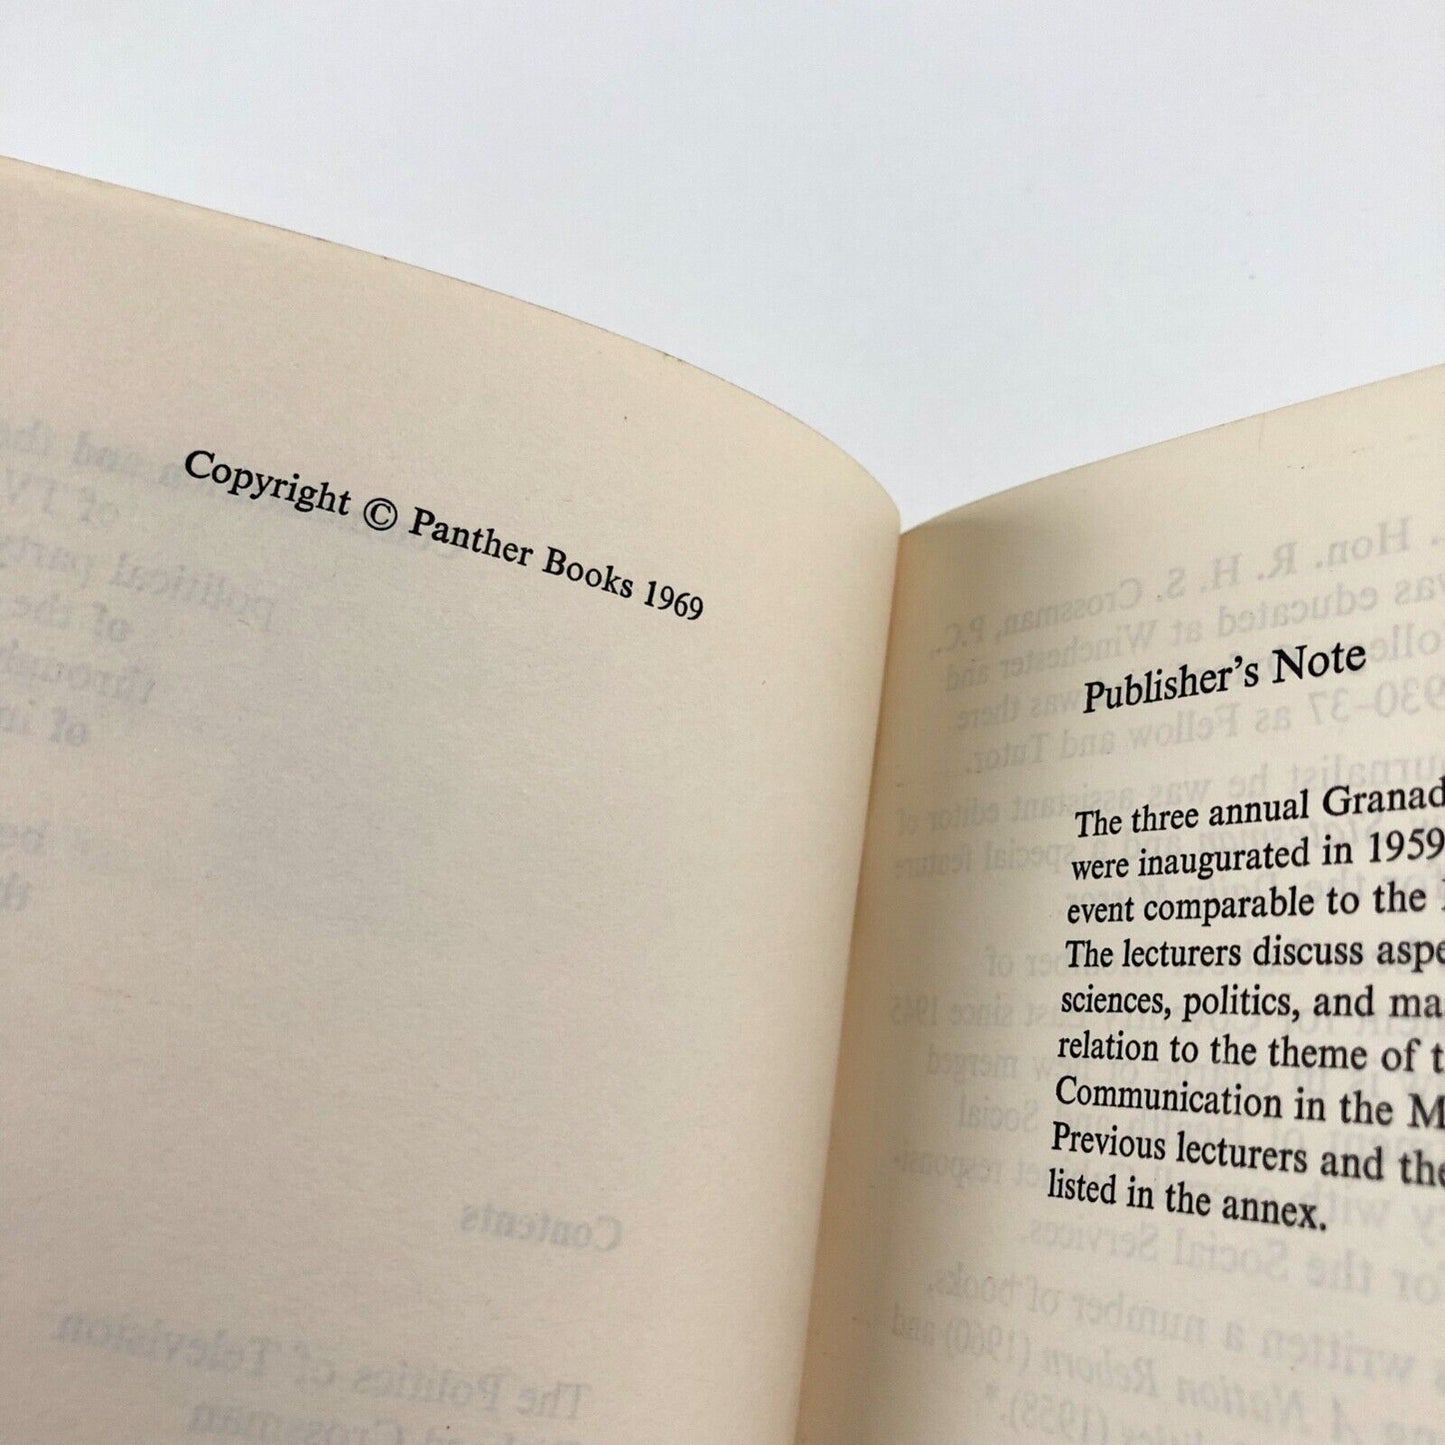 Copyright © Panther Books 1969
Publisher's Note
The three annual Granad
were inaugurated in 1959
event comparable to the
The lecturers discuss aspe
sciences, politics, and ma
relation to the theme of t
Communication in the M
Previous lecturers and the
listed in the annex.